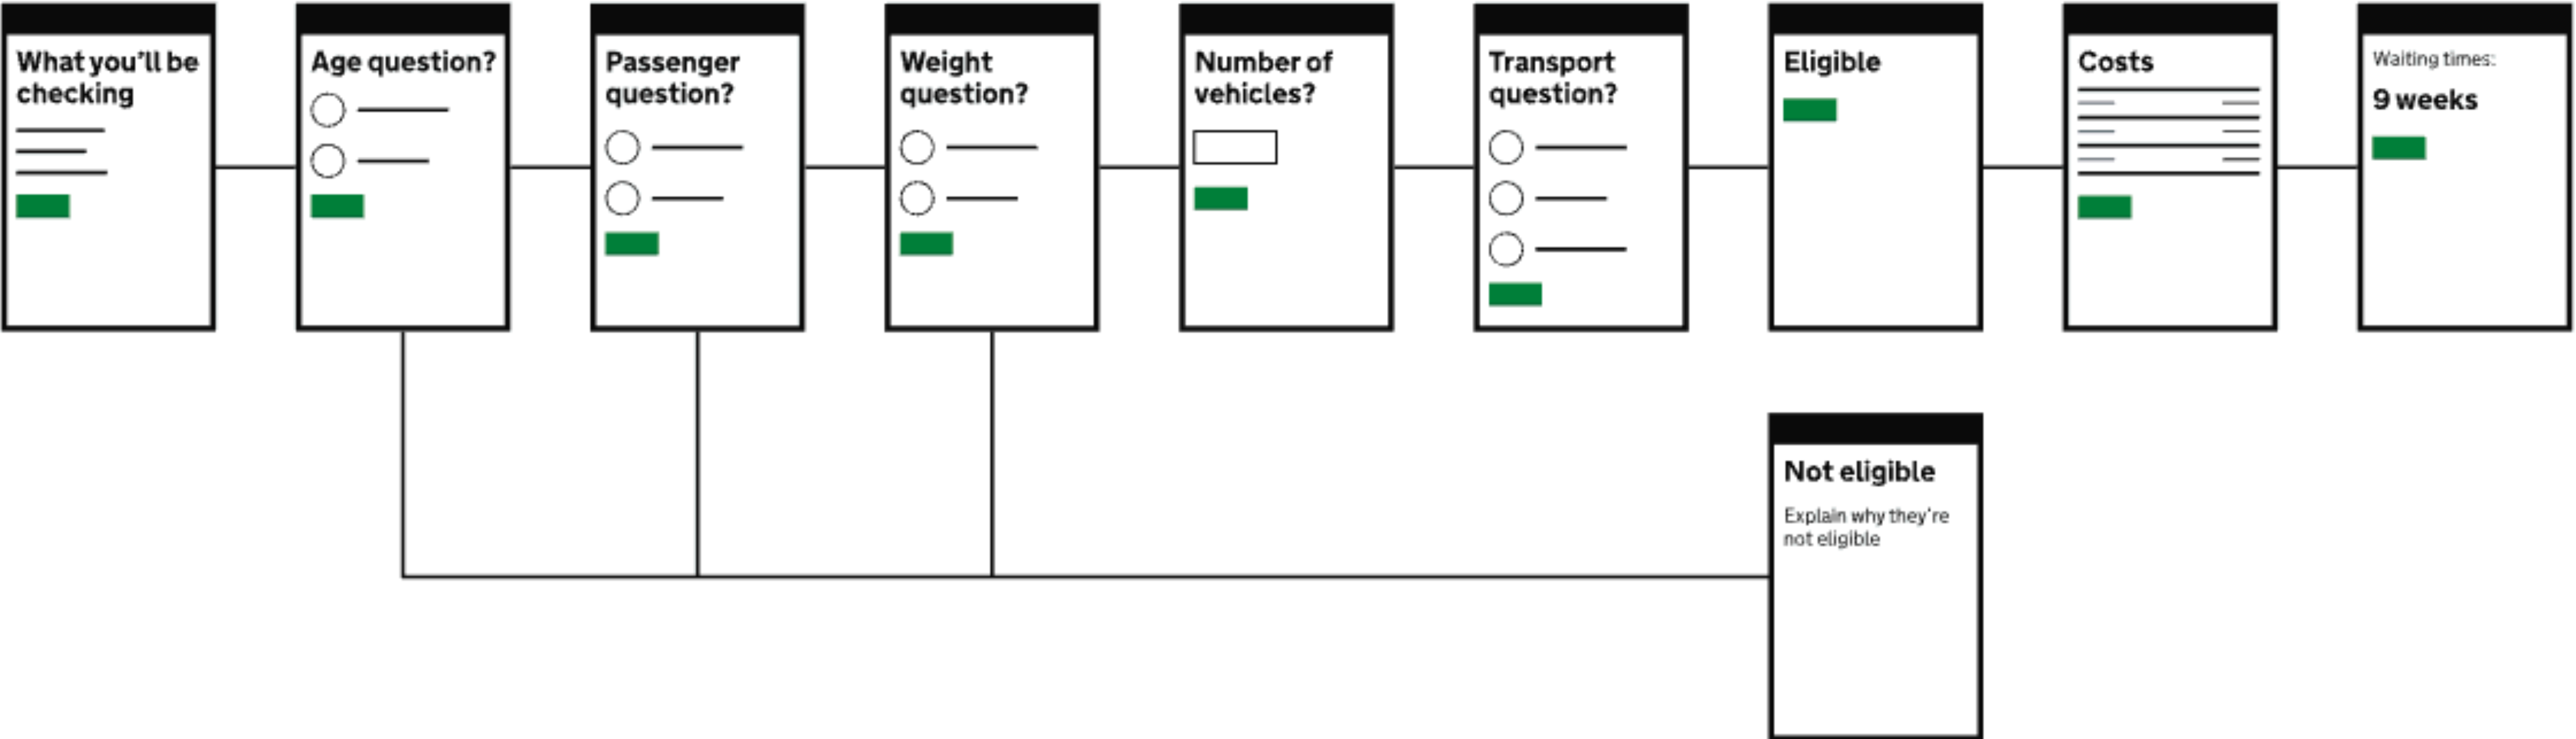 What you'll be
checking
Age question?
Passenger
question?
Weight
question?
Number of
vehicles?
Transport
question?
Eligible
Costs
Waiting times:
9 weeks
Not eligible
Explain why they're
not eligible